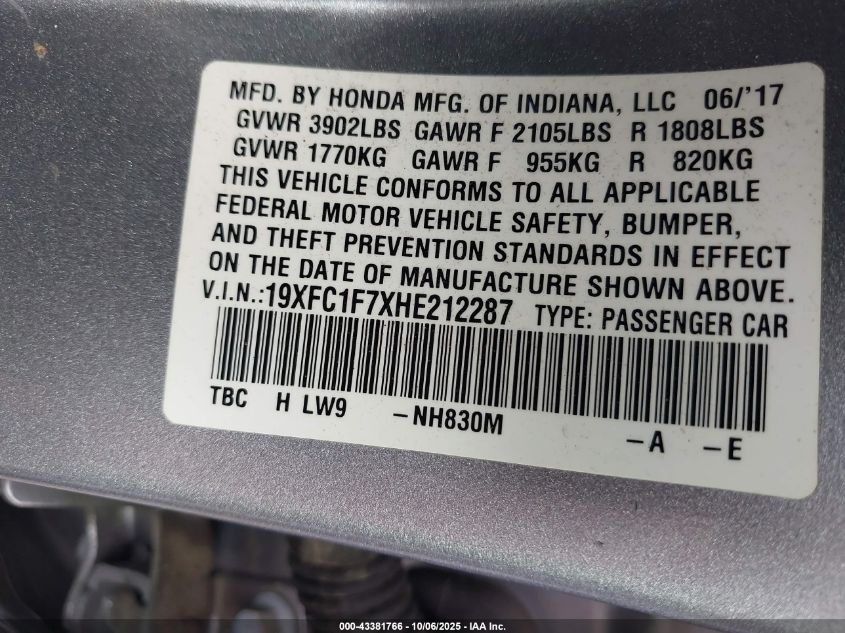 MFD. BY HONDA MFG. OF INDIANA, LLC 06/'17
GVWR 3902LBS GAWR F 2105LBS R 1808LBS
GVWR 1770KG GAWR F 955KG R 820KG
THIS VEHICLE CONFORMS TO ALL APPLICABLE
FEDERAL MOTOR VEHICLE SAFETY, BUMPER,
AND THEFT PREVENTION STANDARDS IN EFFECT
ON THE DATE OF MANUFACTURE SHOWN ABOVE.
V.I.N.:19XFC1F7XHE212287 TYPE: PASSENGER CAR
TBC H LW9 -NH830M -A -E
000-43381766 - 10/06/2025 - IAA Inc.